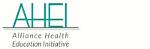 AHEI
Alliance Health
Education Initiative